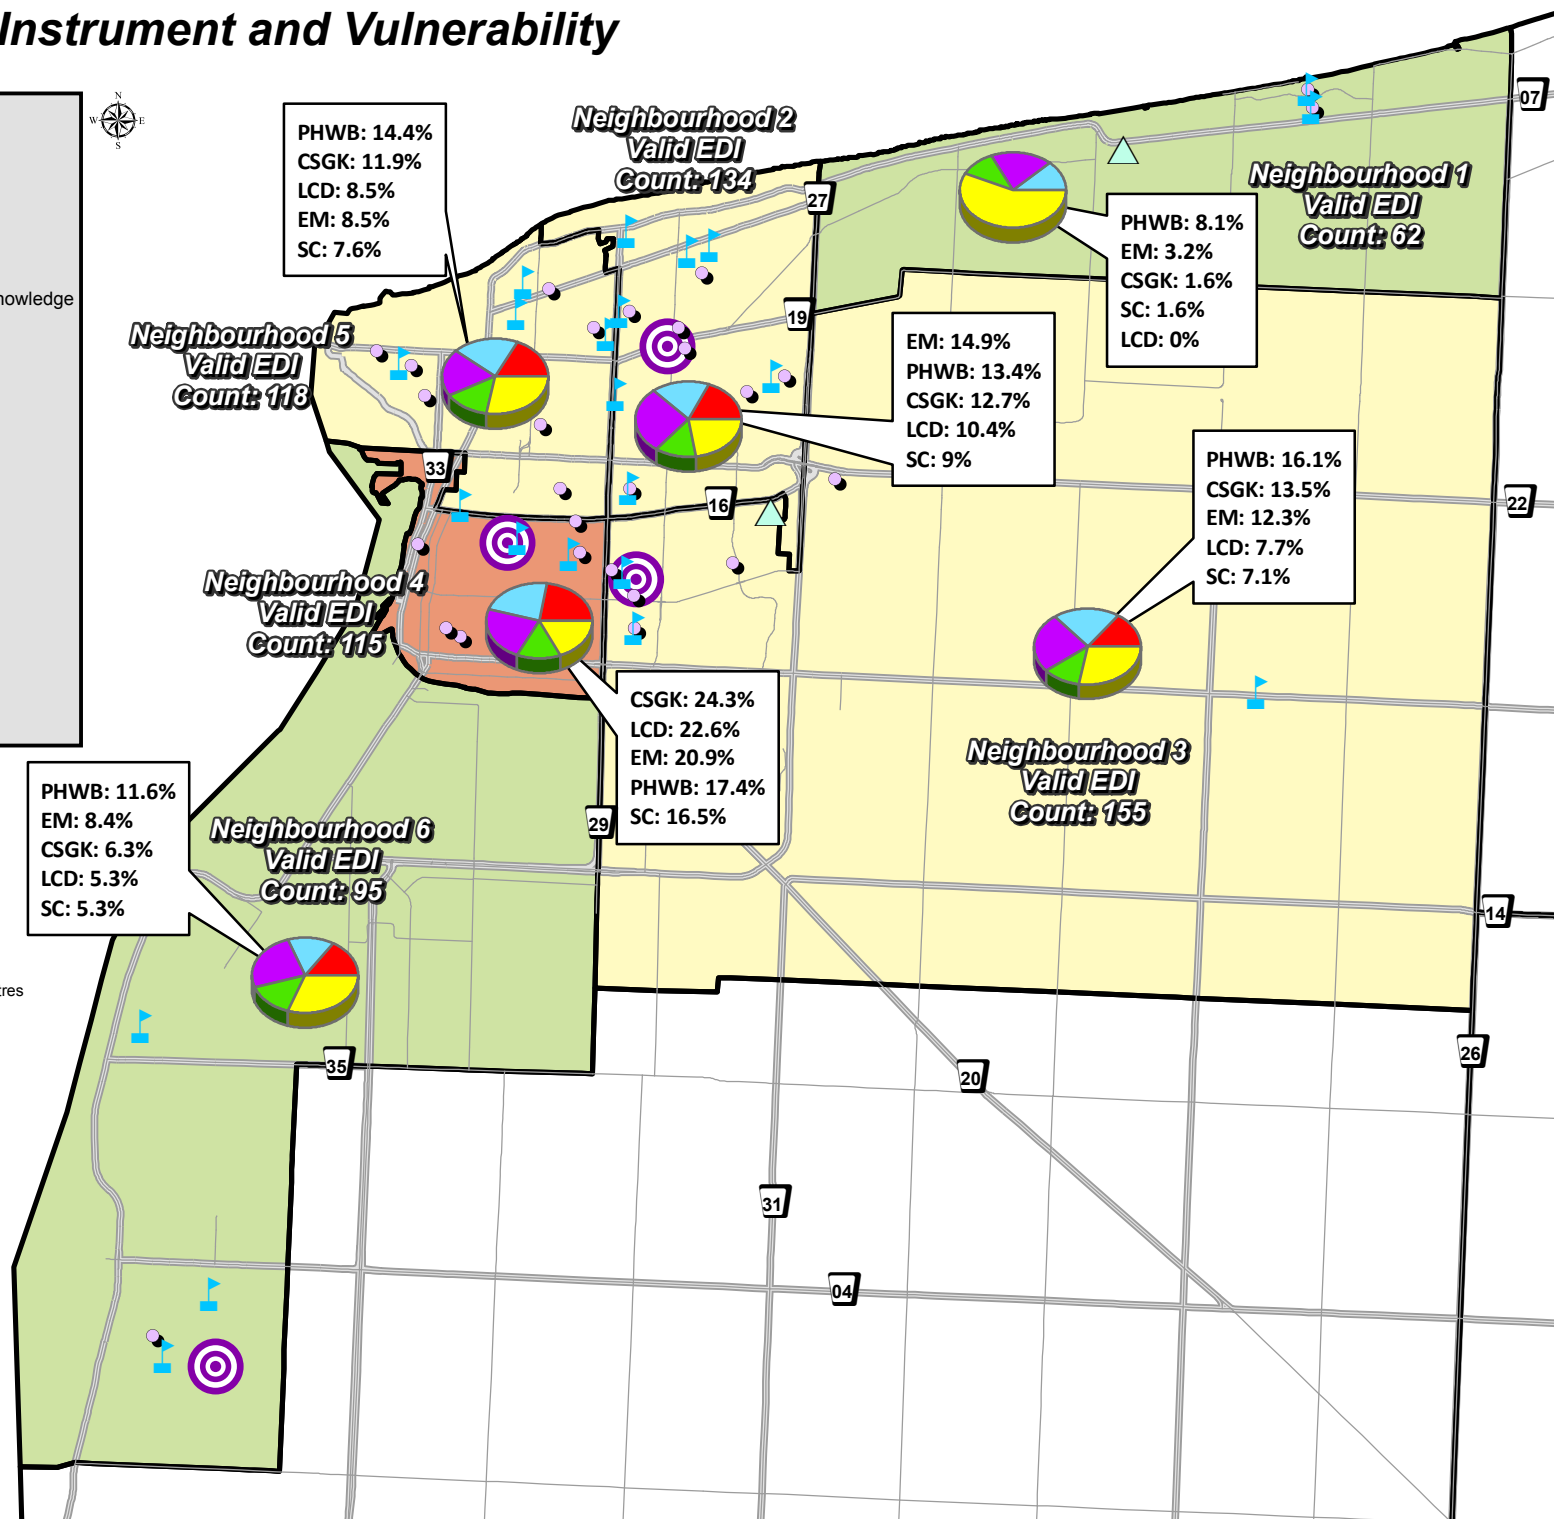 Instrument and Vulnerability
N
W E
S
nowledge
tres
PHWB: 14.4%
CSGK: 11.9%
LCD: 8.5%
EM: 8.5%
SC: 7.6%
Neighbourhood 2
Valid EDI
Count: 134
Neighbourhood 1
Valid EDI
Count: 62
07
27
PHWB: 8.1%
EM: 3.2%
CSGK: 1.6%
SC: 1.6%
LCD: 0%
19
Neighbourhood 5
Valid EDI
Count: 118
EM: 14.9%
PHWB: 13.4%
CSGK: 12.7%
LCD: 10.4%
SC: 9%
PHWB: 16.1%
CSGK: 13.5%
EM: 12.3%
LCD: 7.7%
SC: 7.1%
33
16
22
Neighbourhood 4
Valid EDI
Count: 115
CSGK: 24.3%
LCD: 22.6%
EM: 20.9%
PHWB: 17.4%
SC: 16.5%
Neighbourhood 3
Valid EDI
Count: 155
PHWB: 11.6%
EM: 8.4%
CSGK: 6.3%
LCD: 5.3%
SC: 5.3%
Neighbourhood 6
Valid EDI
Count: 95
29
14
35
20
26
31
04